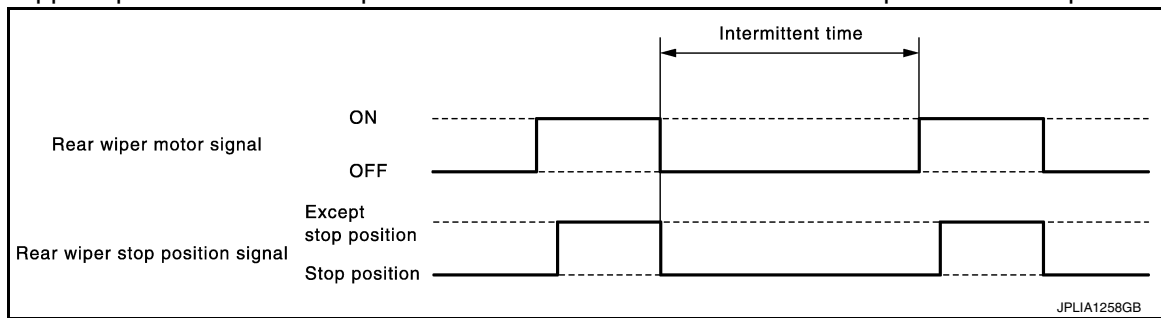 Intermittent time
ON
Rear wiper motor signal
OFF
Except
stop position
Rear wiper stop position signal
Stop position
JPLIA1258GB